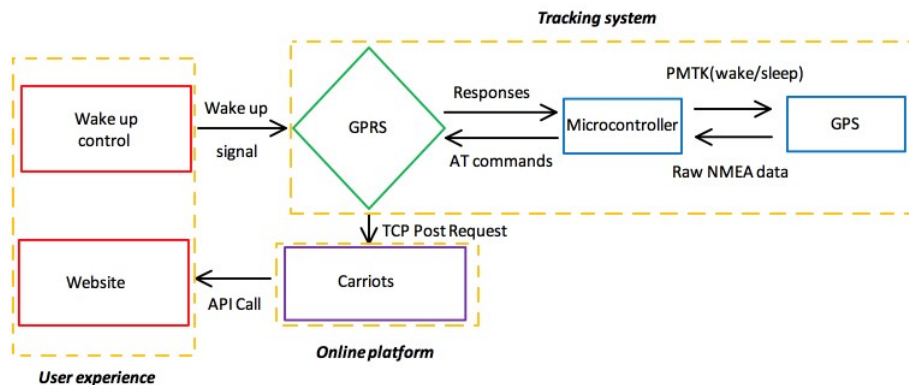 Tracking system
PMTK(wake/sleep)
Wake up
control
Wake up
signal
GPRS
Responses
AT commands
Microcontroller
GPS
Raw NMEA data
TCP Post Request
Website
API Call
Carriots
Online platform
User experience